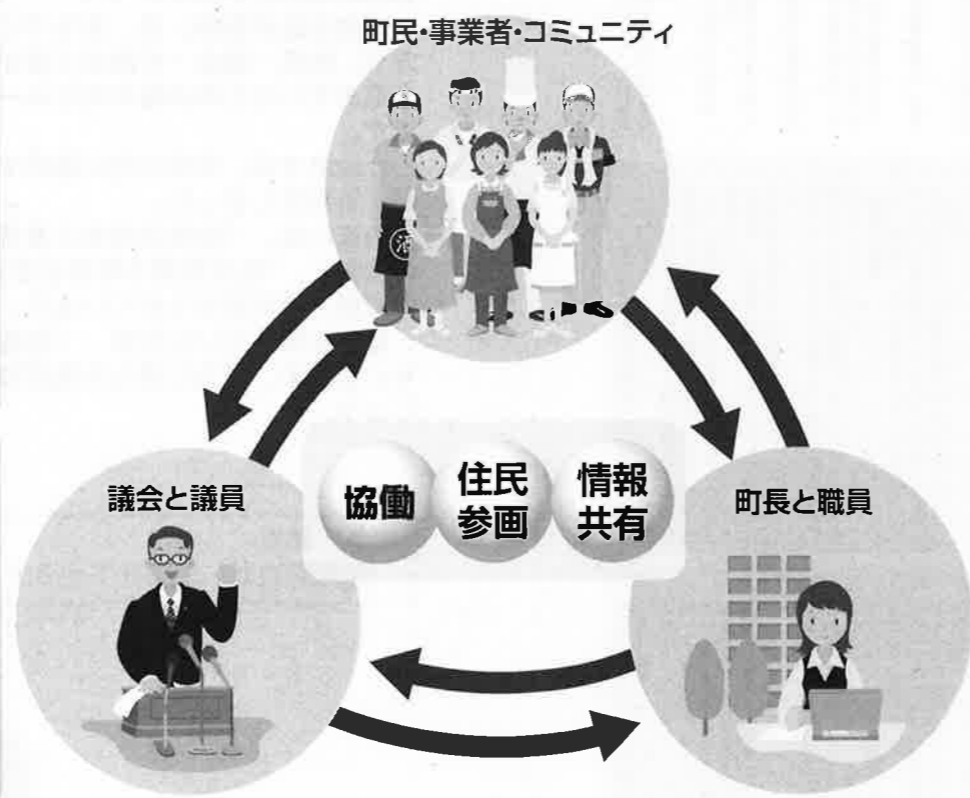 町民・事業者・コミュニティ
酒
協働
住民
参画
情報
共有
議会と議員
町長と職員